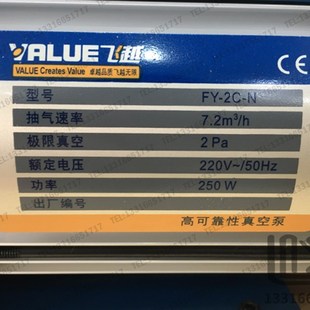 VALUE飞越
VALUE Creates Value 卓越品质 飞越无限
CE
型号 FY-2C-N
抽气速率 7.2m³/h
极限真空 2 Pa
额定电压 220V~/50Hz
功率 250 W
出厂编号
高可靠性真空泵